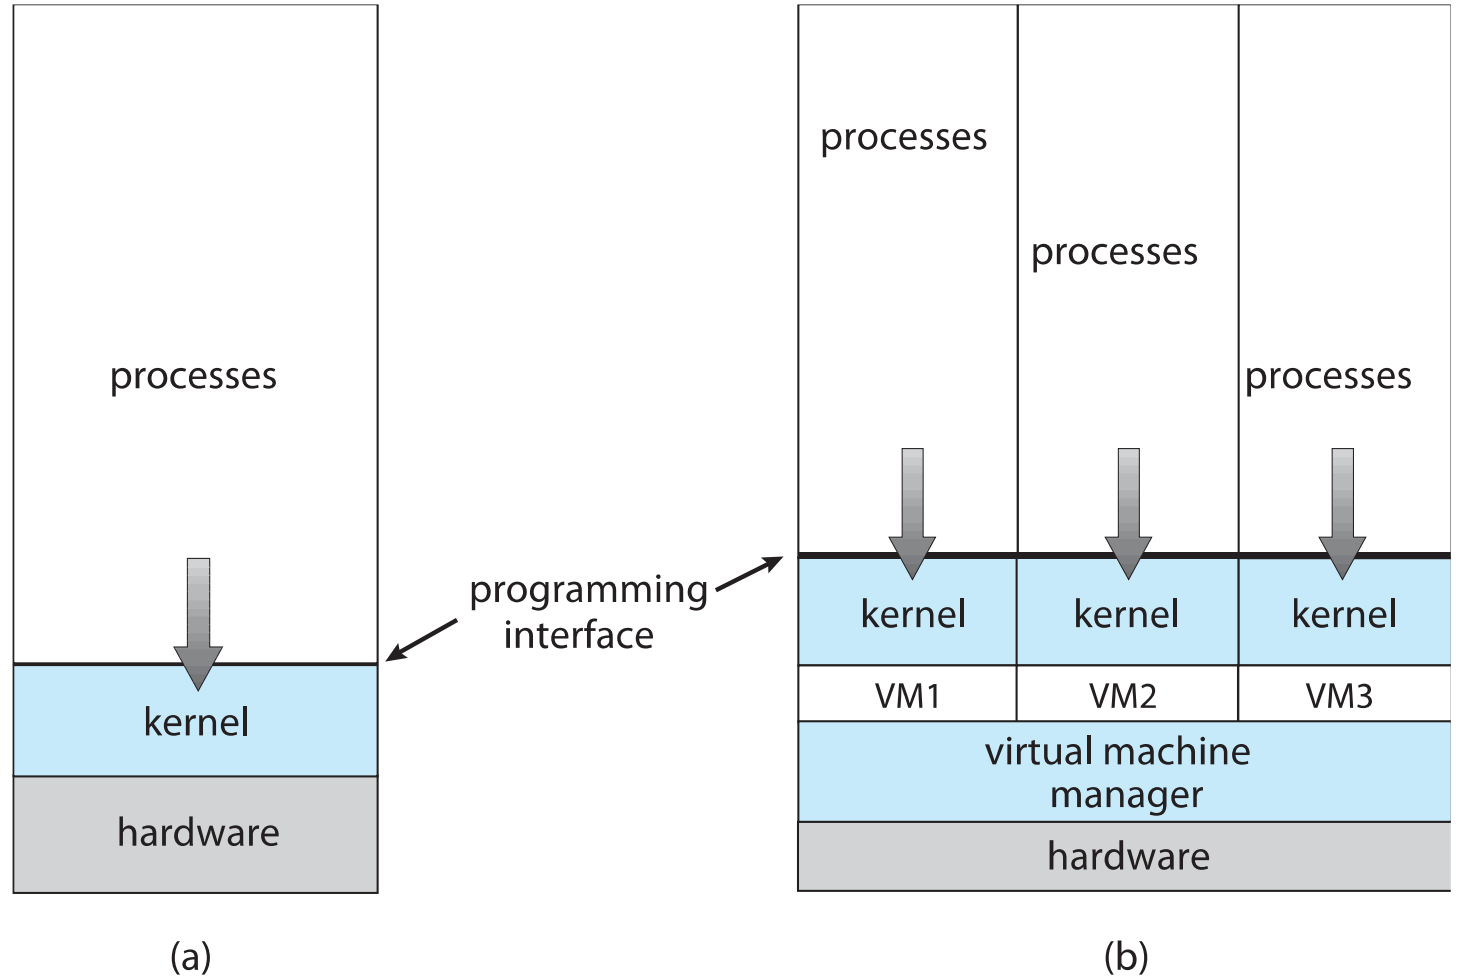 processes
kernel
hardware
(a)
programming
interface
processes
processes
processes
kernel
kernel
kernel
VM1
VM2
VM3
virtual machine
manager
hardware
(b)